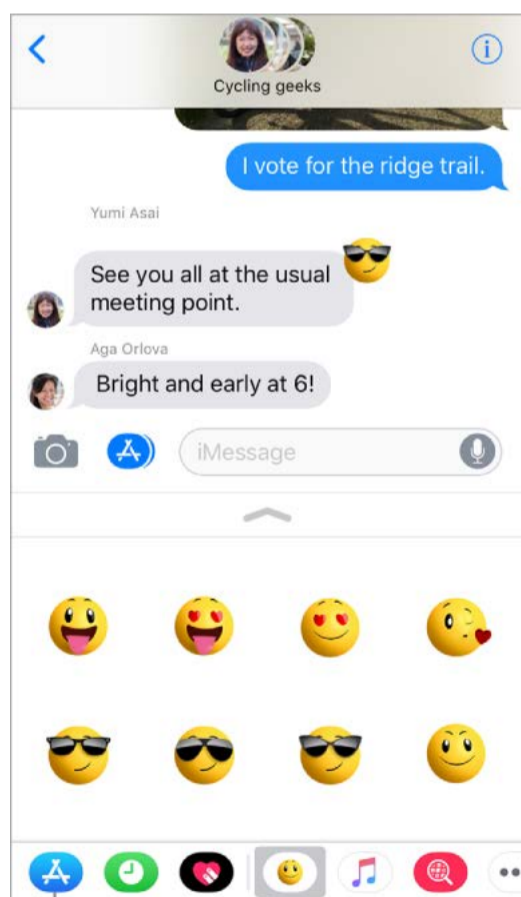 Cycling geeks
I vote for the ridge trail.
Yumi Asai
See you all at the usual
meeting point.
Aga Orlova
Bright and early at 6!
iMessage